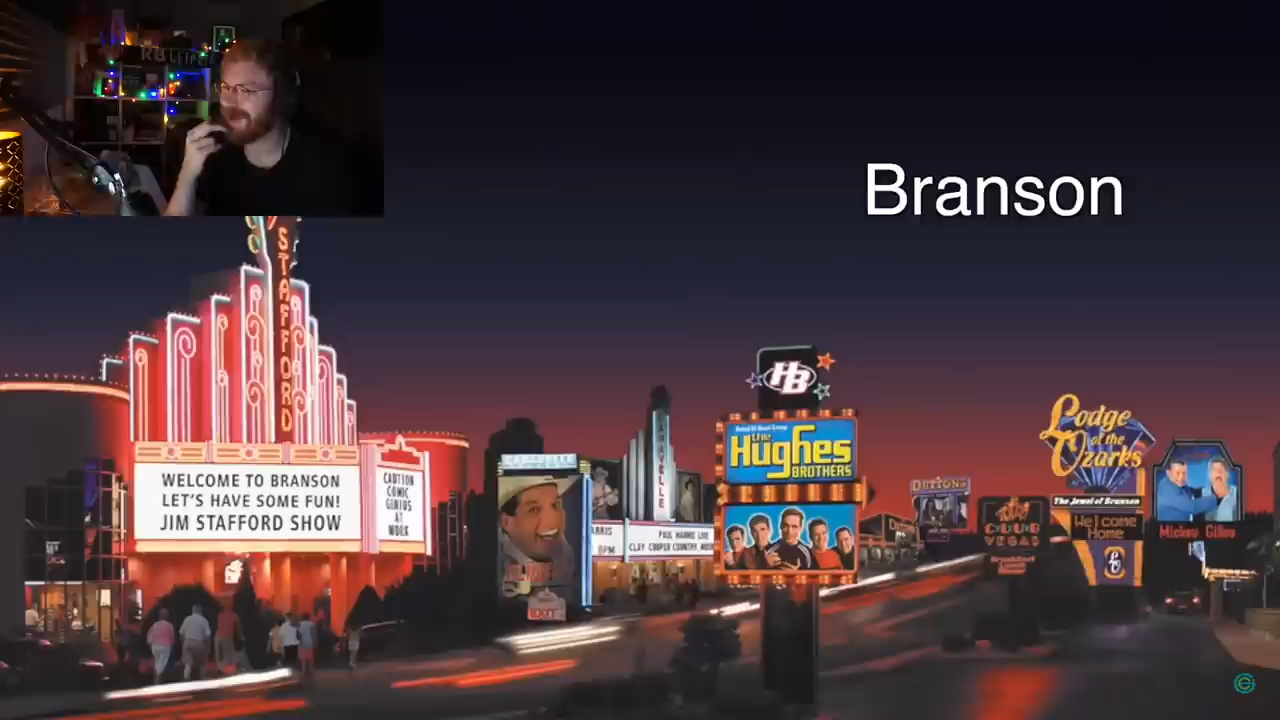 Branson
STAFFORD
WELCOME TO BRANSON
LET'S HAVE SOME FUN!
JIM STAFFORD SHOW
CAUTION
COMIC
GENIUS
AT
WORK
EXIT
PAUL HARRIS LIVE
CLAY COOPER COUNTRY MUSIC
HB
the
Hughes
BROTHERS
DUTTONS
CLUB
VEGAS
Lodge
of the
Ozarks
The Jewel of Branson
Welcome
Home
Mickey Gilley